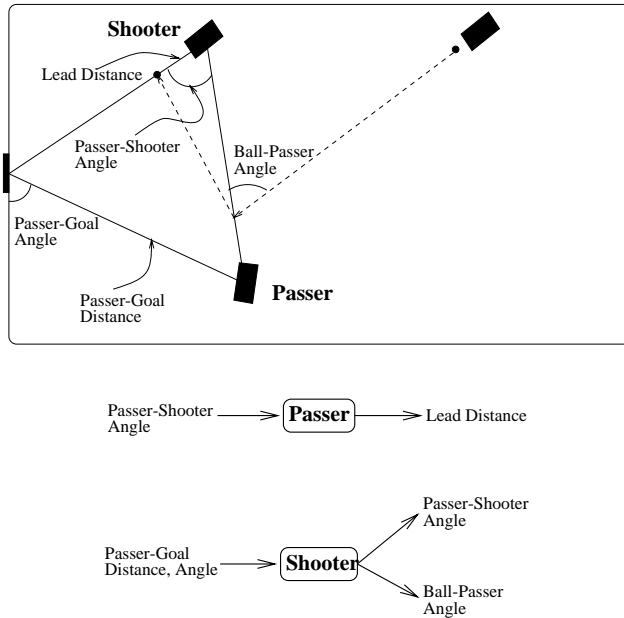 Shooter
Lead Distance
Passer-Shooter
Angle
Ball-Passer
Angle
Passer-Goal
Angle
Passer-Goal
Distance
Passer
Passer-Shooter
Angle
Passer
Lead Distance
Passer-Goal
Distance, Angle
Shooter
Passer-Shooter
Angle
Ball-Passer
Angle